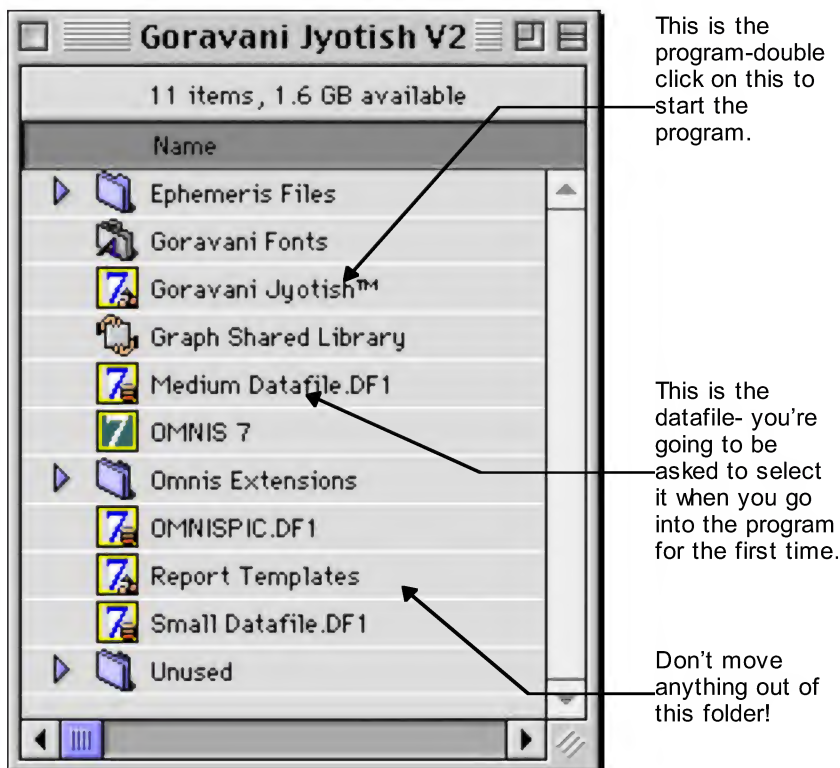 Goravani Jyotish V2
11 items, 1.6 GB available
Name
Ephemeris Files
Goravani Fonts
Goravani Jyotish™
Graph Shared Library
Medium Datafile.DF1
OMNIS 7
Omnis Extensions
OMNISPIC.DF1
Report Templates
Small Datafile.DF1
Unused
This is the
program-double
click on this to
start the
program.
This is the
datafile- you're
going to be
asked to select
it when you go
into the program
for the first time.
Don't move
anything out of
this folder!